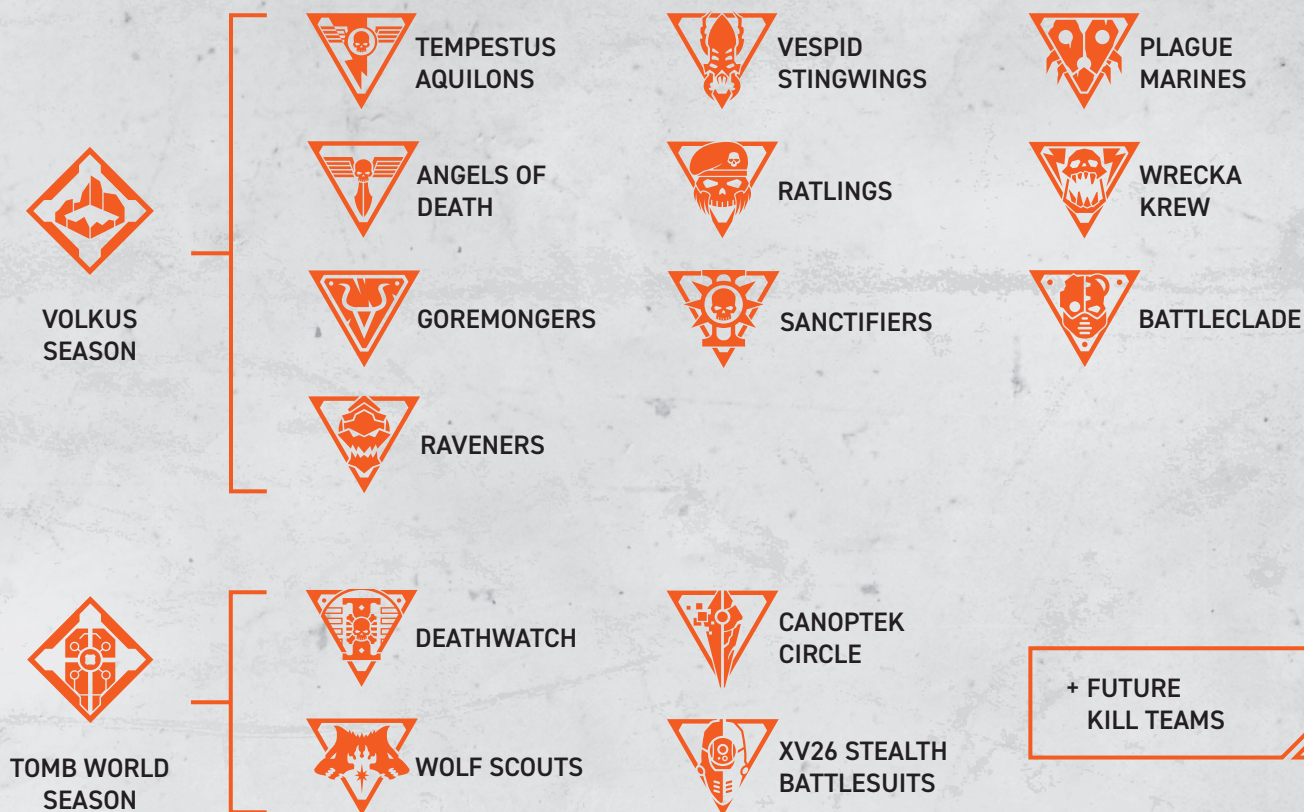 TEMPESTUS
AQUILONS
VESPID
STINGWINGS
PLAGUE
MARINES
ANGELS OF
DEATH
RATLINGS
WRECKA
KREW
VOLKUS
SEASON
GOREMONGERS
SANCTIFIERS
BATTLECLADE
RAVENERS
DEATHWATCH
CANOPTEK
CIRCLE
TOMB WORLD
SEASON
WOLF SCOUTS
XV26 STEALTH
BATTLESUITS
+ FUTURE
KILL TEAMS